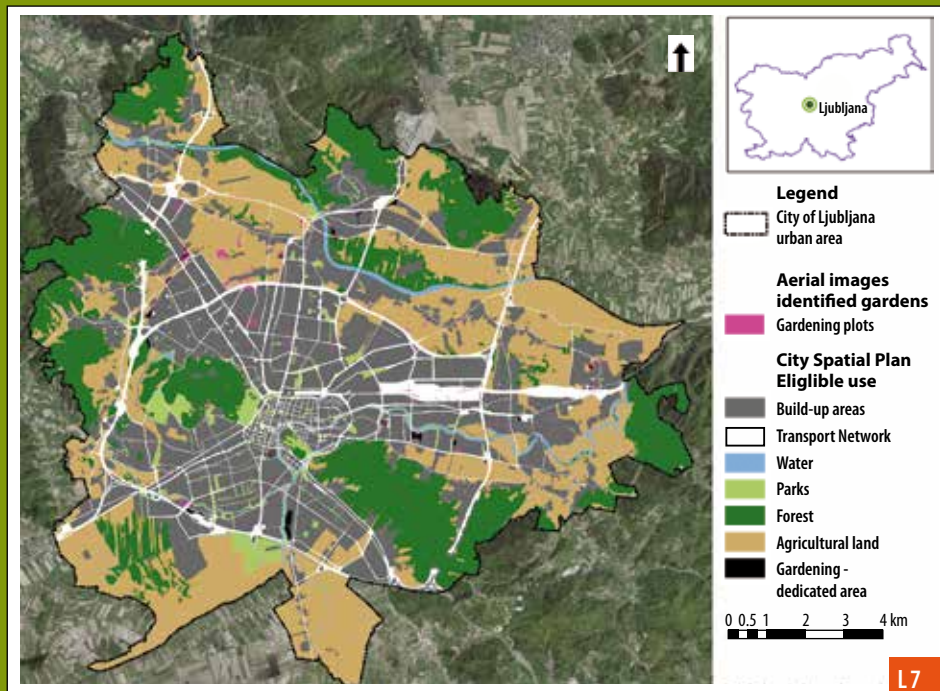 Ljubljana
Legend
City of Ljubljana
urban area
Aerial images
identified gardens
Gardening plots
City Spatial Plan
Eliglible use
Build-up areas
Transport Network
Water
Parks
Forest
Agricultural land
Gardening -
dedicated area
0 0.5 1 2 3 4 km
L7